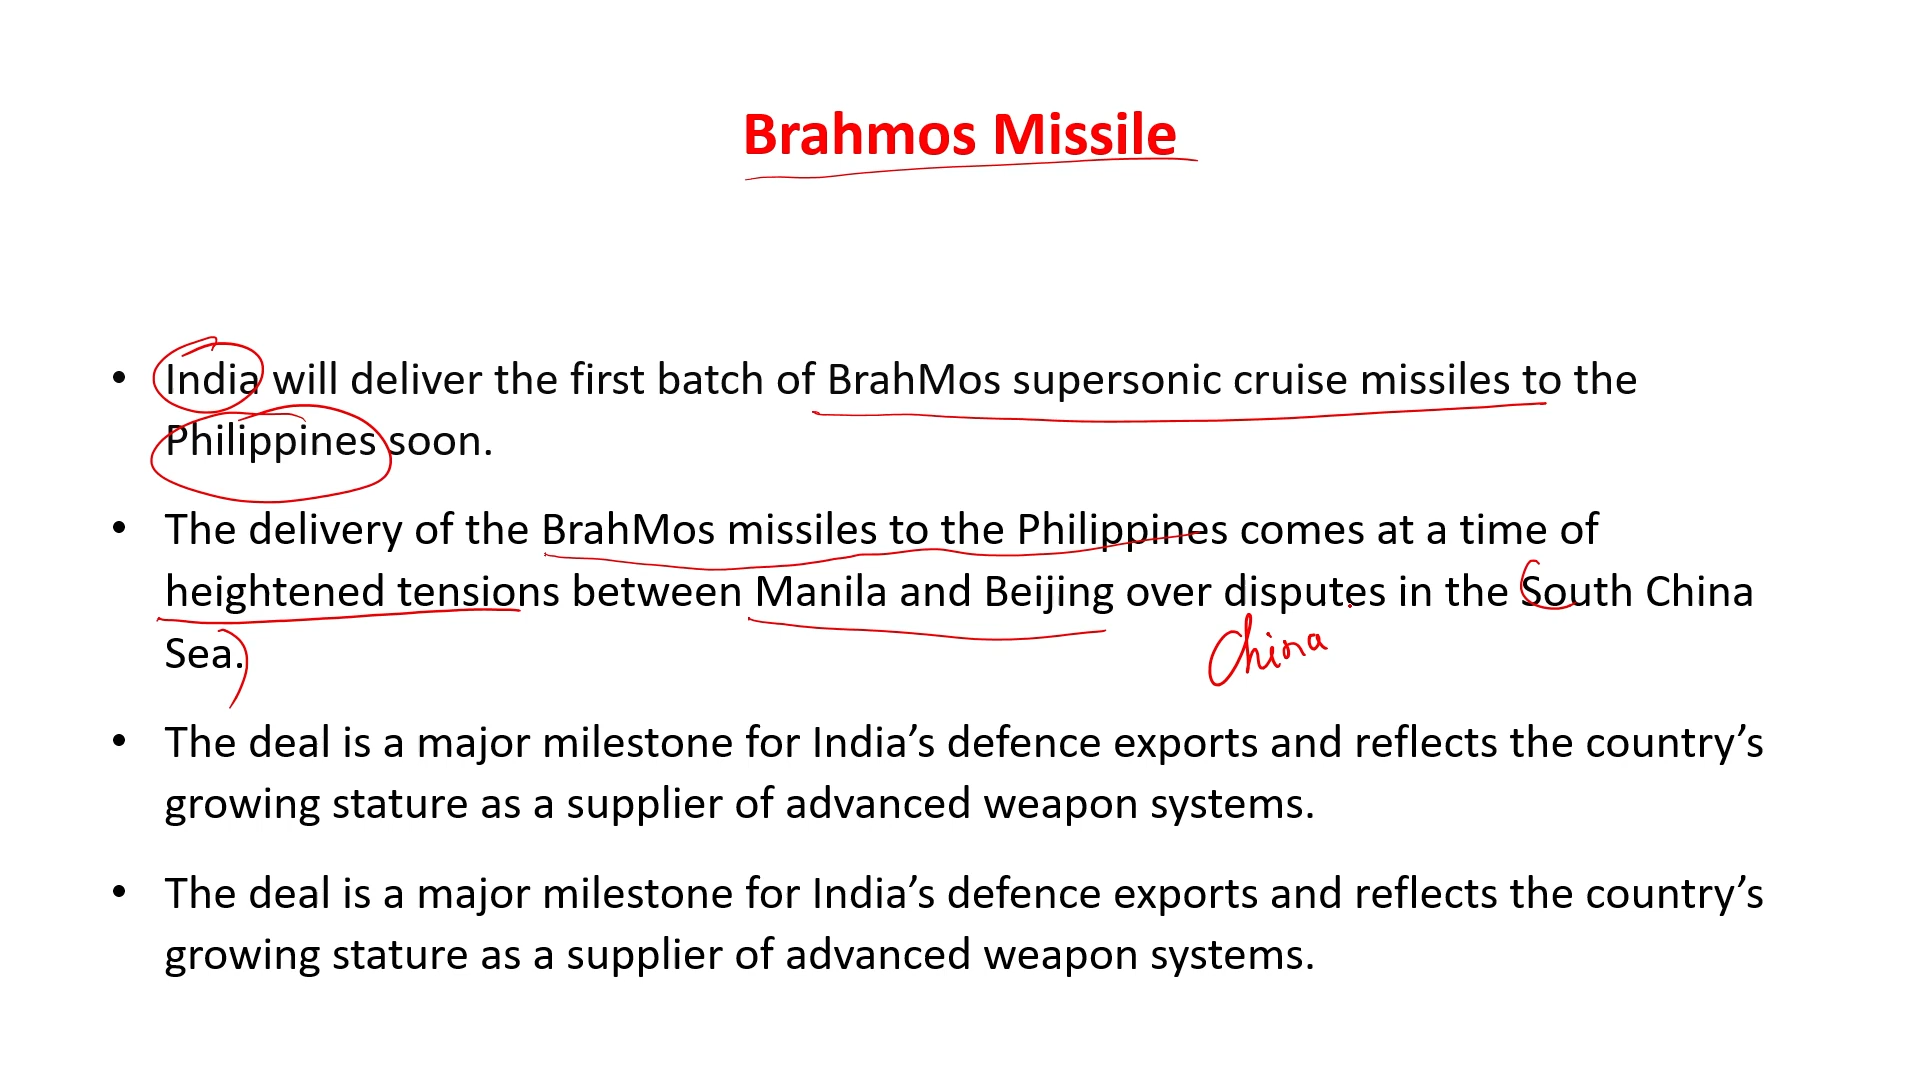 Brahmos Missile
• India will deliver the first batch of BrahMos supersonic cruise missiles to the
Philippines soon.
• The delivery of the BrahMos missiles to the Philippines comes at a time of
heightened tensions between Manila and Beijing over disputes in the South China
Sea.
China
• The deal is a major milestone for India’s defence exports and reflects the country’s
growing stature as a supplier of advanced weapon systems.
• The deal is a major milestone for India’s defence exports and reflects the country’s
growing stature as a supplier of advanced weapon systems.